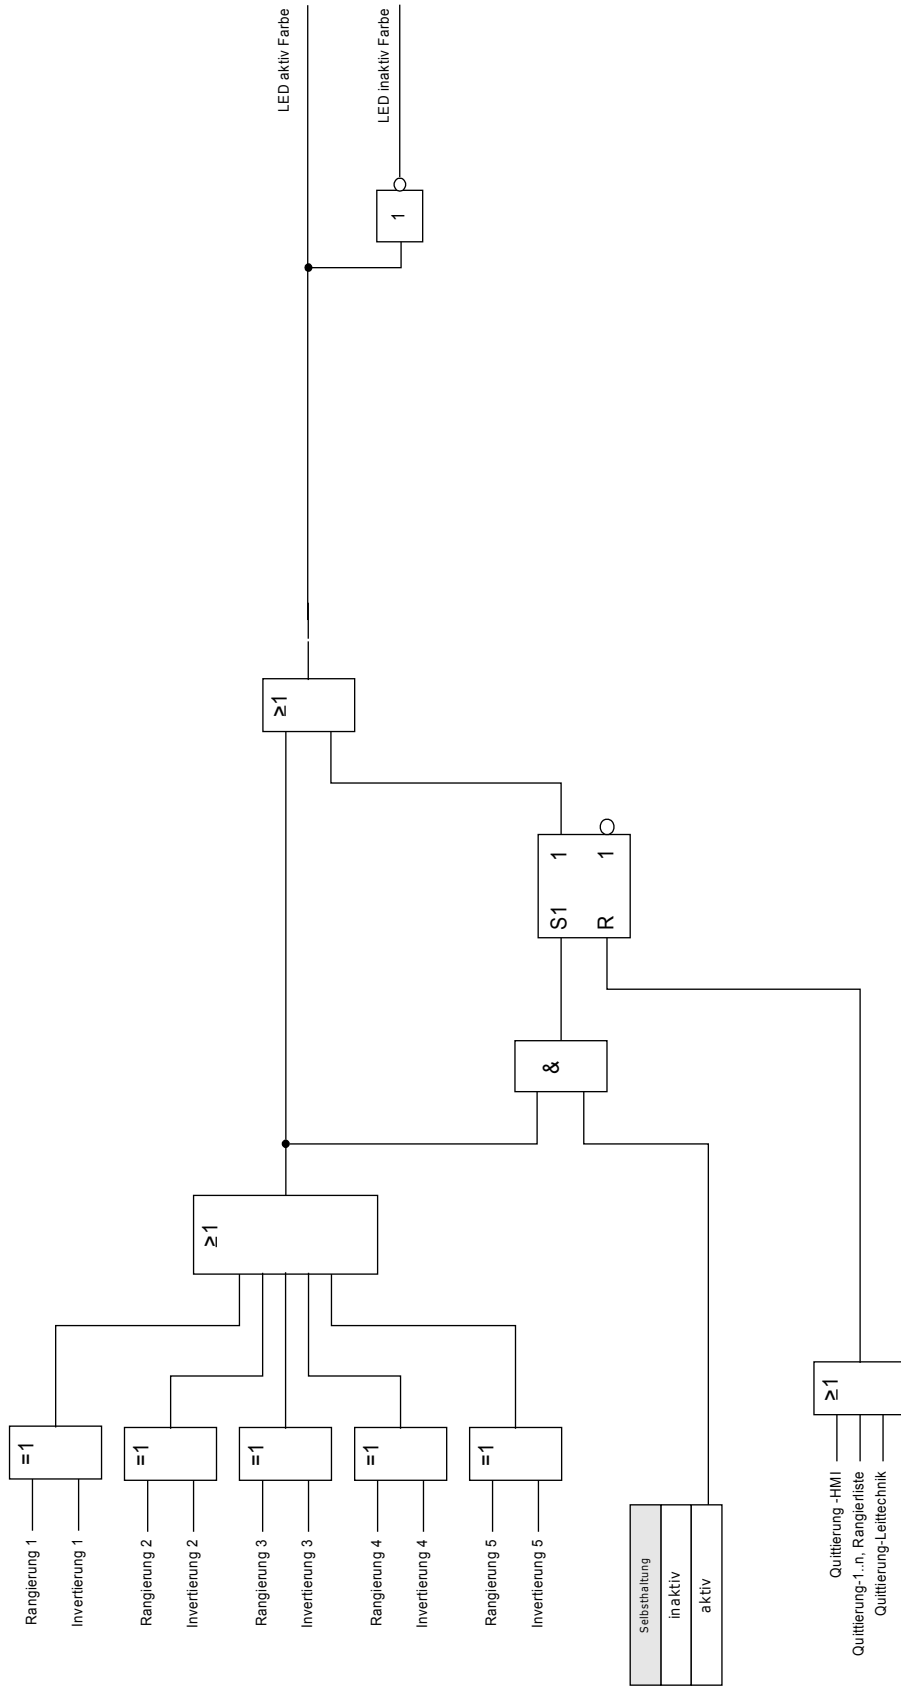 LED aktiv Farbe
LED inaktiv Farbe
1
≥1
S1 1
R 1
&
≥1
=1
=1
=1
=1
=1
Rangierung 1
Invertierung 1
Rangierung 2
Invertierung 2
Rangierung 3
Invertierung 3
Rangierung 4
Invertierung 4
Rangierung 5
Invertierung 5
Selbsthaltung
inaktiv
aktiv
≥1
Quittierung -HMI
Quittierung-1..n, Rangierliste
Quittierung-Leittechnik